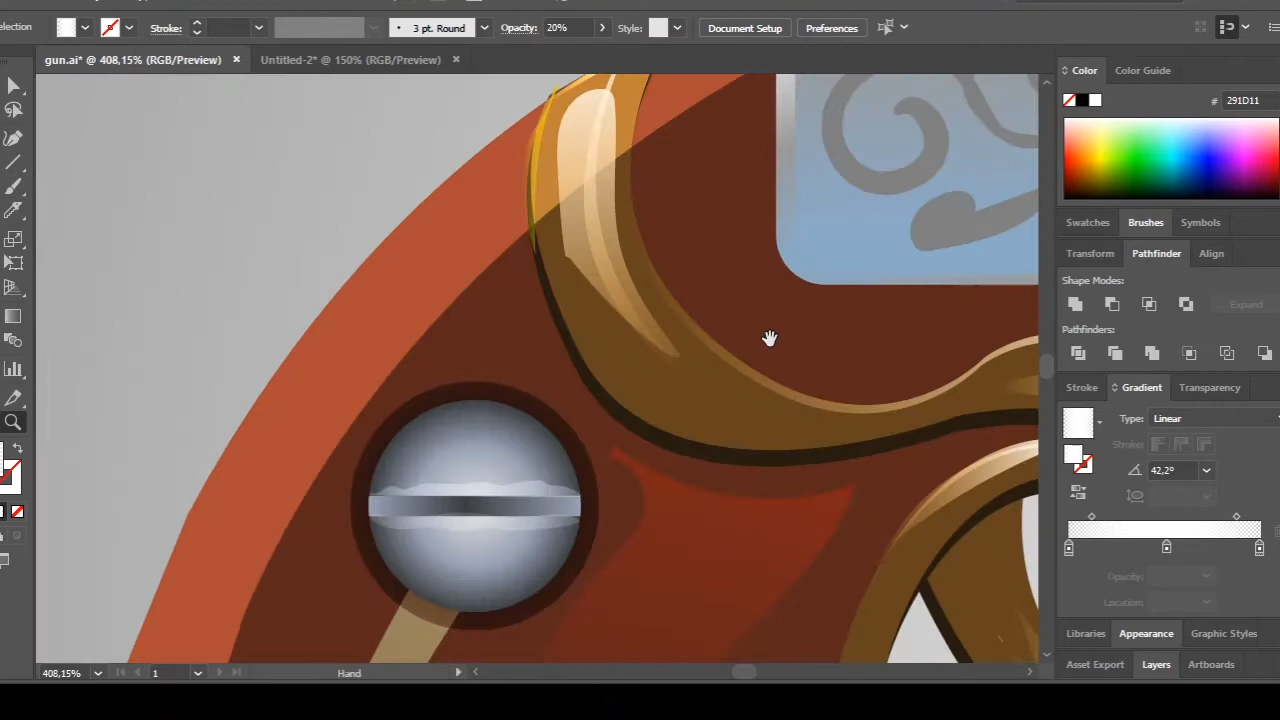 election
Stroke:
3 pt. Round
Opacity:
20%
Style:
Document Setup
Preferences
gun.ai* @ 408,15% (RGB/Preview)
Untitled-2* @ 150% (RGB/Preview)
Color
Color Guide
#
291D11
Swatches
Brushes
Symbols
Transform
Pathfinder
Align
Shape Modes:
Expand
Pathfinders:
Stroke
Gradient
Transparency
Type:
Linear
Stroke:
42,2°
Opacity:
Location:
Libraries
Appearance
Graphic Styles
Asset Export
Layers
Artboards
408,15%
1
Hand